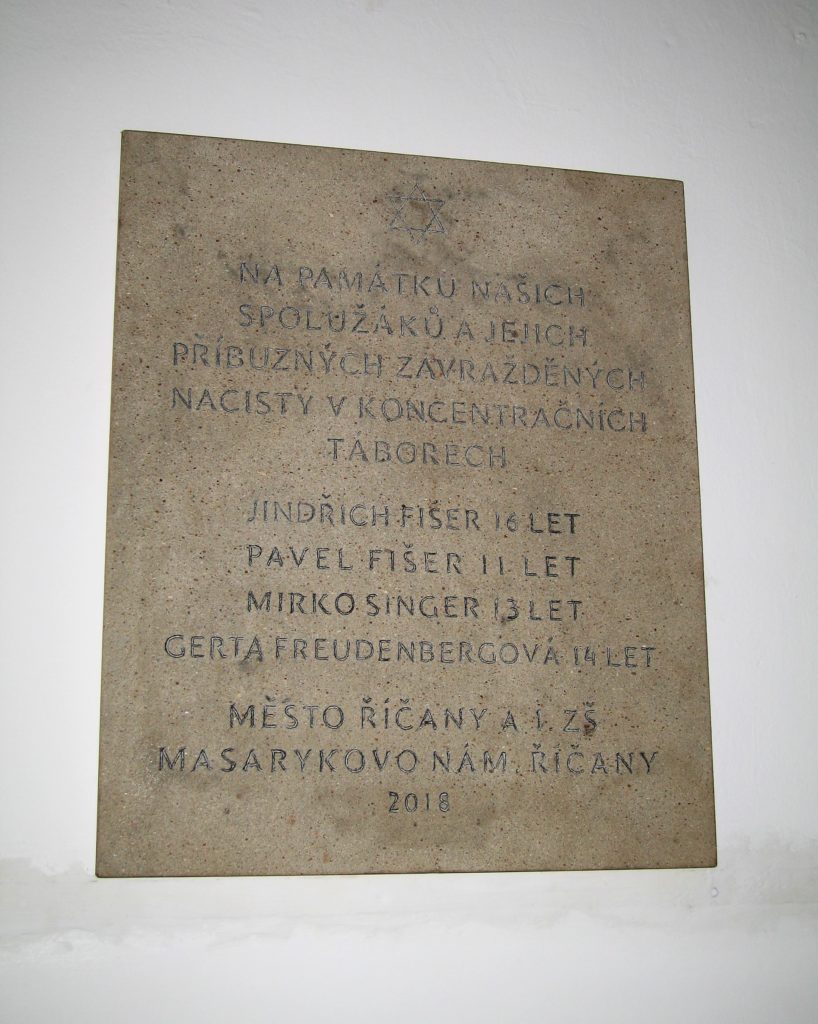 NA PAMÁTKU NAŠICH
SPOLUŽÁKŮ A JEJICH
PŘÍBUZNÝCH ZAVRAŽDĚNÝCH
NACISTY V KONCENTRAČNÍCH
TÁBORECH
JINDŘICH FIŠER 16 LET
PAVEL FIŠER 11 LET
MIRKO SINGER 13 LET
GERTA FREUDENBERGOVÁ 14 LET
MĚSTO ŘÍČANY A 1. ZŠ
MASARYKOVO NÁM. ŘÍČANY
2018